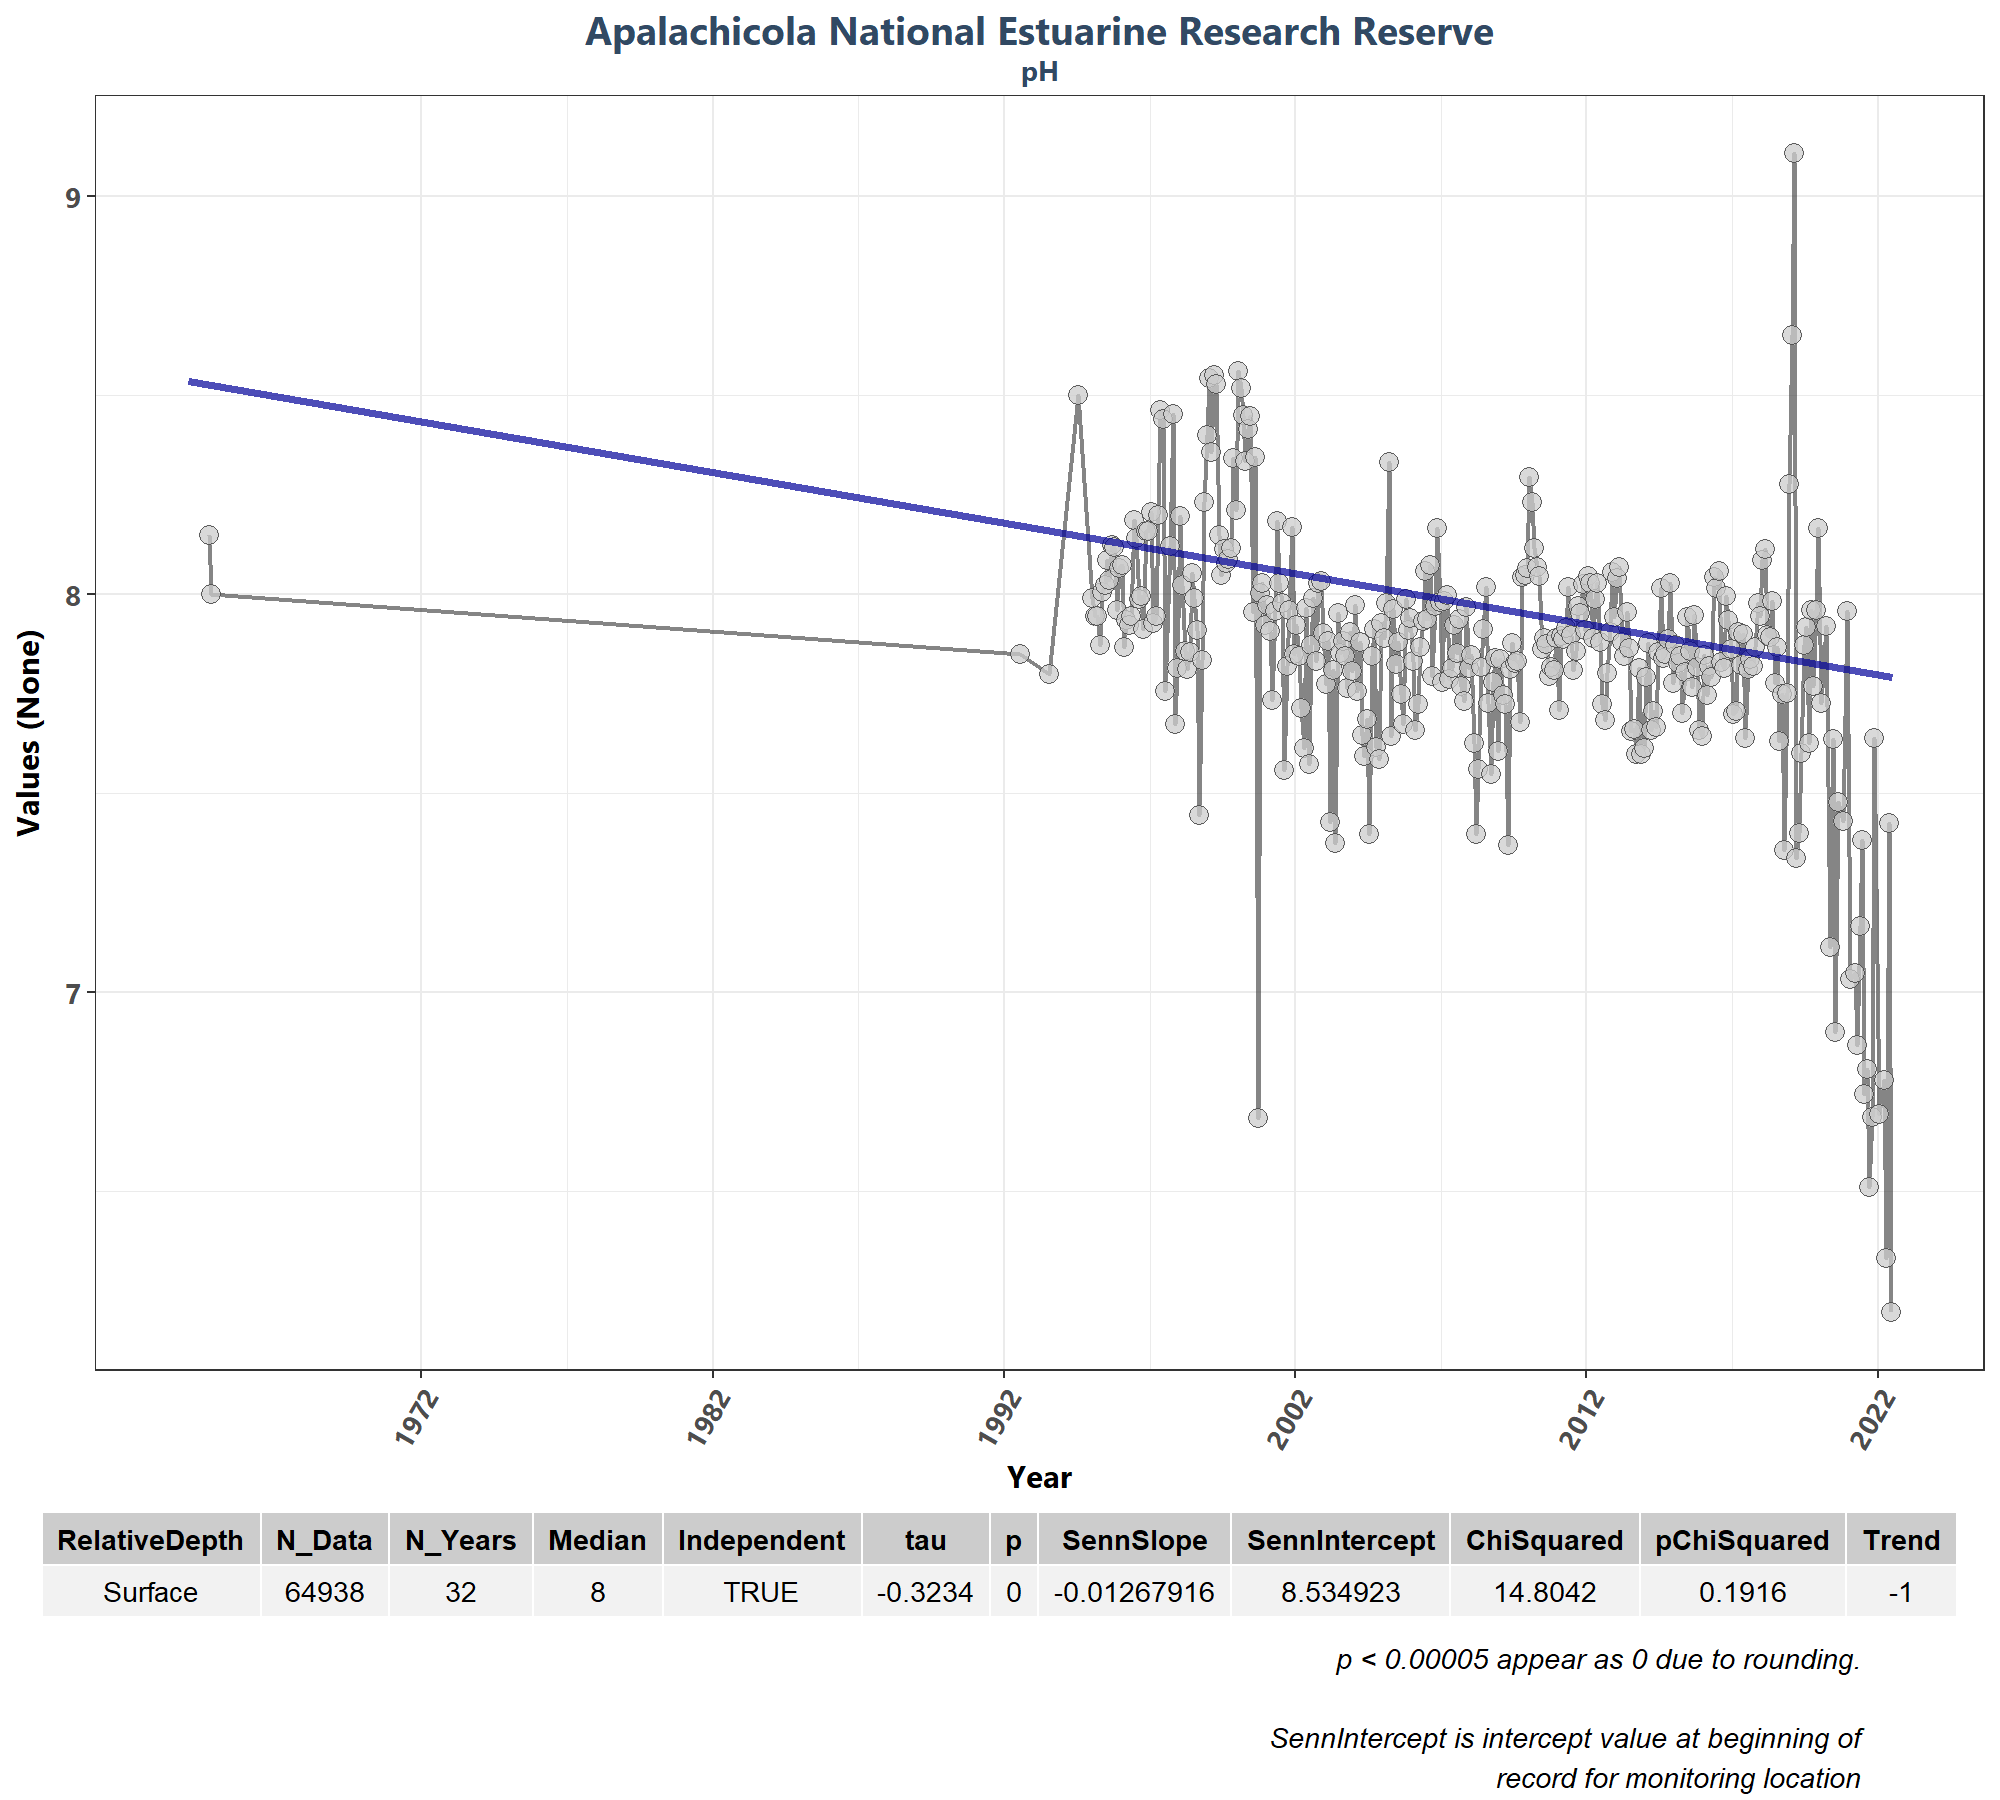 Apalachicola National Estuarine Research Reserve
pH
9
8
7
Values (None)
1972 1982 1992 2002 2012 2022
Year
RelativeDepth N_Data N_Years Median Independent tau p SennSlope SennIntercept ChiSquared pChiSquared Trend
Surface 64938 32 8 TRUE -0.3234 0 -0.01267916 8.534923 14.8042 0.1916 -1
p < 0.00005 appear as 0 due to rounding.
SennIntercept is intercept value at beginning of
record for monitoring location